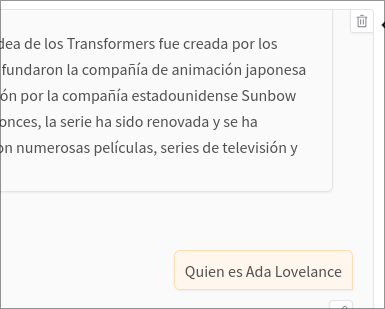 dea de los Transformers fue creada por los
fundaron la compañía de animación japonesa
ón por la compañía estadounidense Sunbow
onces, la serie ha sido renovada y se ha
on numerosas películas, series de televisión y
Quien es Ada Lovelance